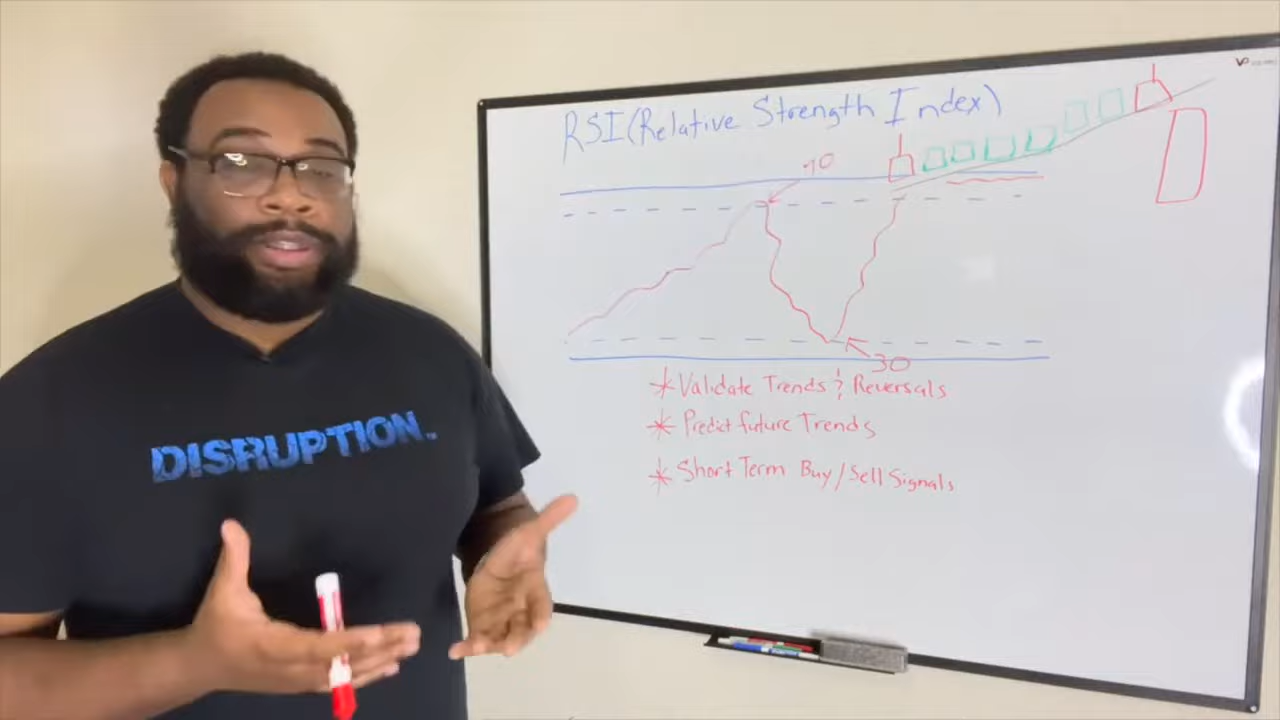 RSI (Relative Strength Index)
70
30
* Validate Trends & Reversals
* Predict future Trends
* Short Term Buy/Sell Signals
DISRUPTION.